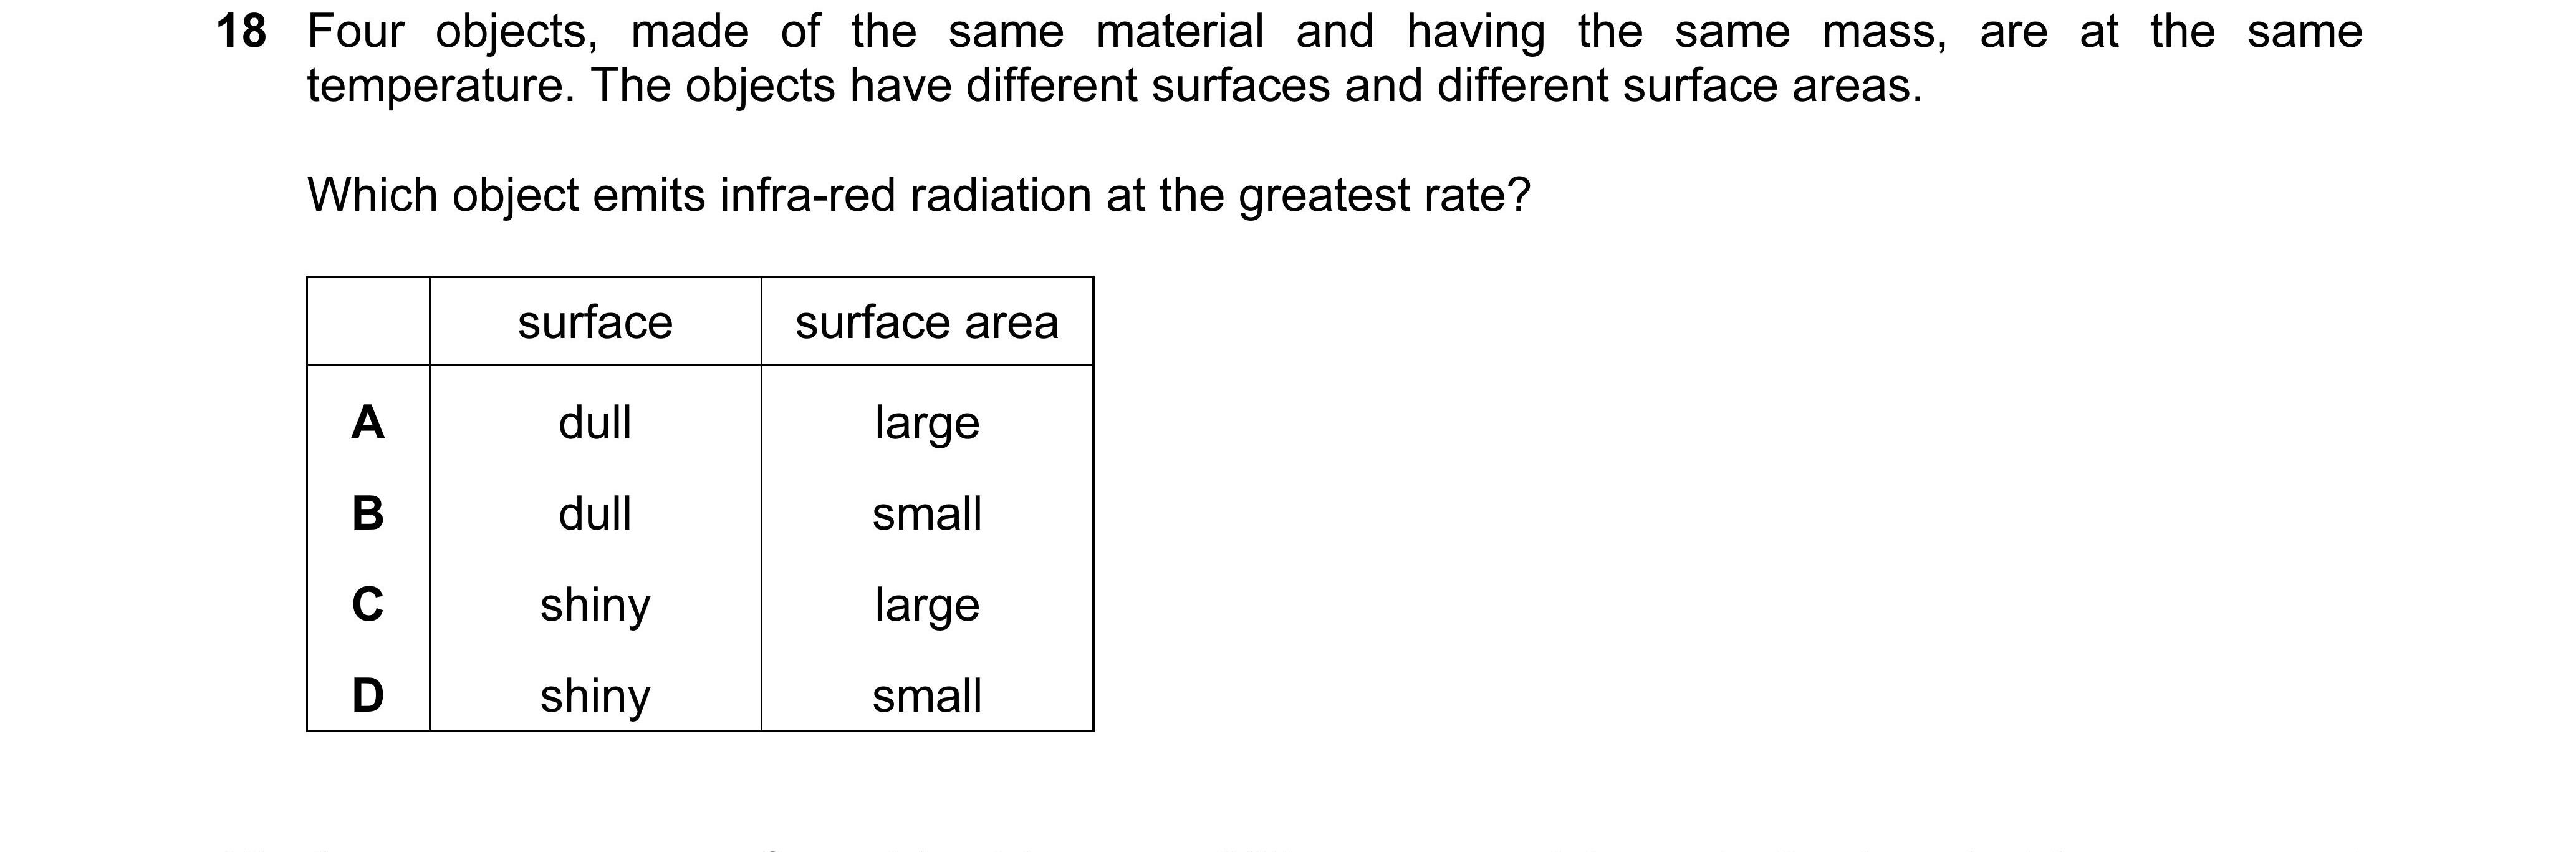 18 Four objects, made of the same material and having the same mass, are at the same
temperature. The objects have different surfaces and different surface areas.
Which object emits infra-red radiation at the greatest rate?
surface surface area
A dull large
B dull small
C shiny large
D shiny small